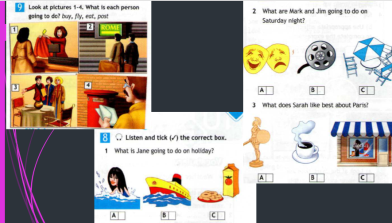 9 Look at pictures 1-4. What is each person
going to do? buy, fly, eat, post
1
2
ROME
3
4
8 Listen and tick (✓) the correct box.
1 What is Jane going to do on holiday?
A
B
C
2 What are Mark and Jim going to do on
Saturday night?
A
B
C
3 What does Sarah like best about Paris?
A
B
C